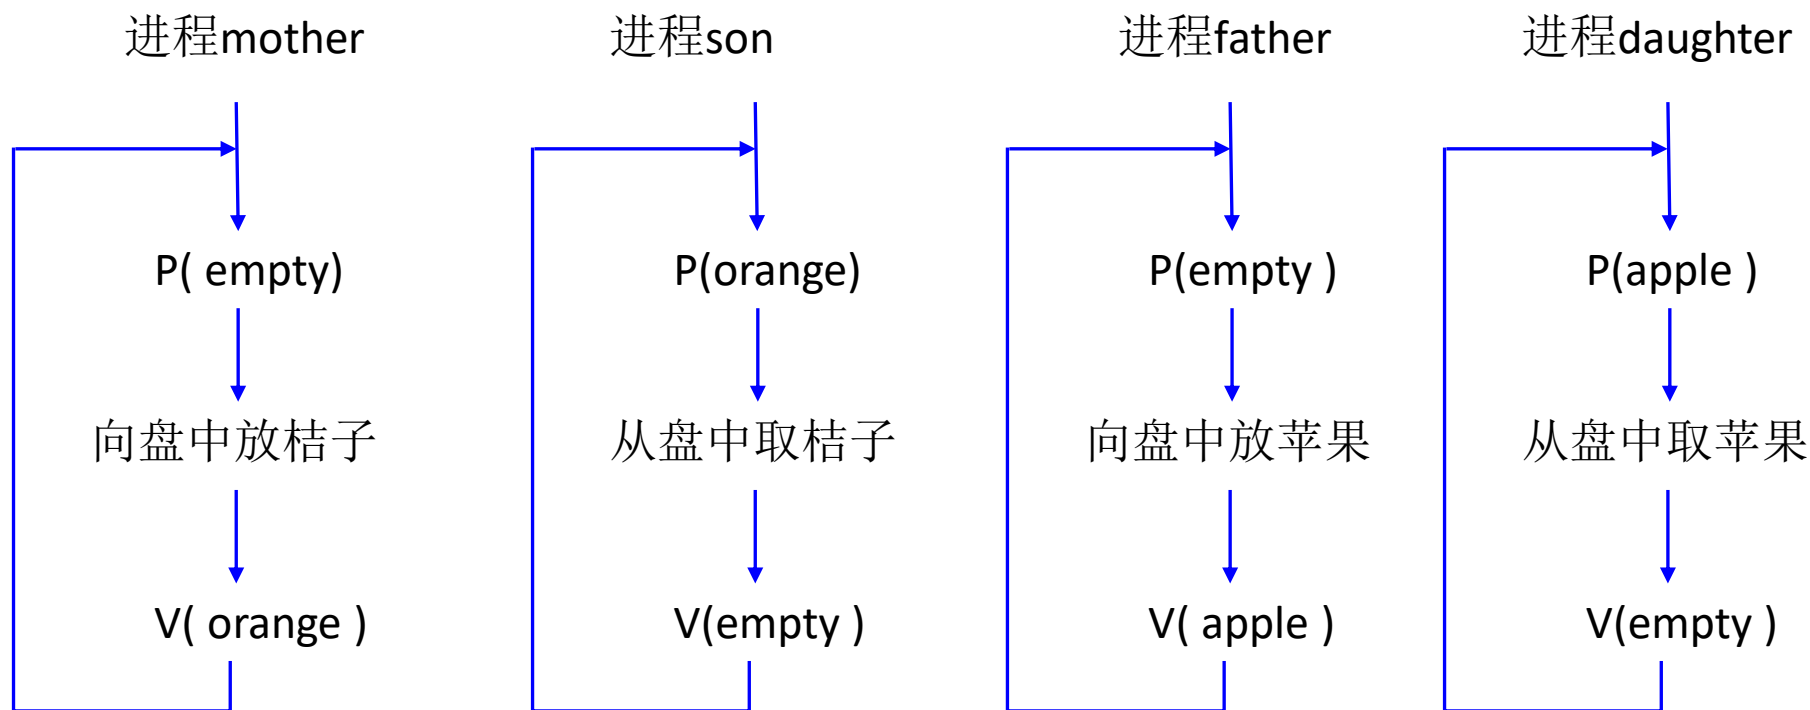 进程mother 进程son 进程father 进程daughter
P( empty) P(orange) P(empty ) P(apple )
向盘中放桔子 从盘中取桔子 向盘中放苹果 从盘中取苹果
V( orange ) V(empty ) V( apple ) V(empty )